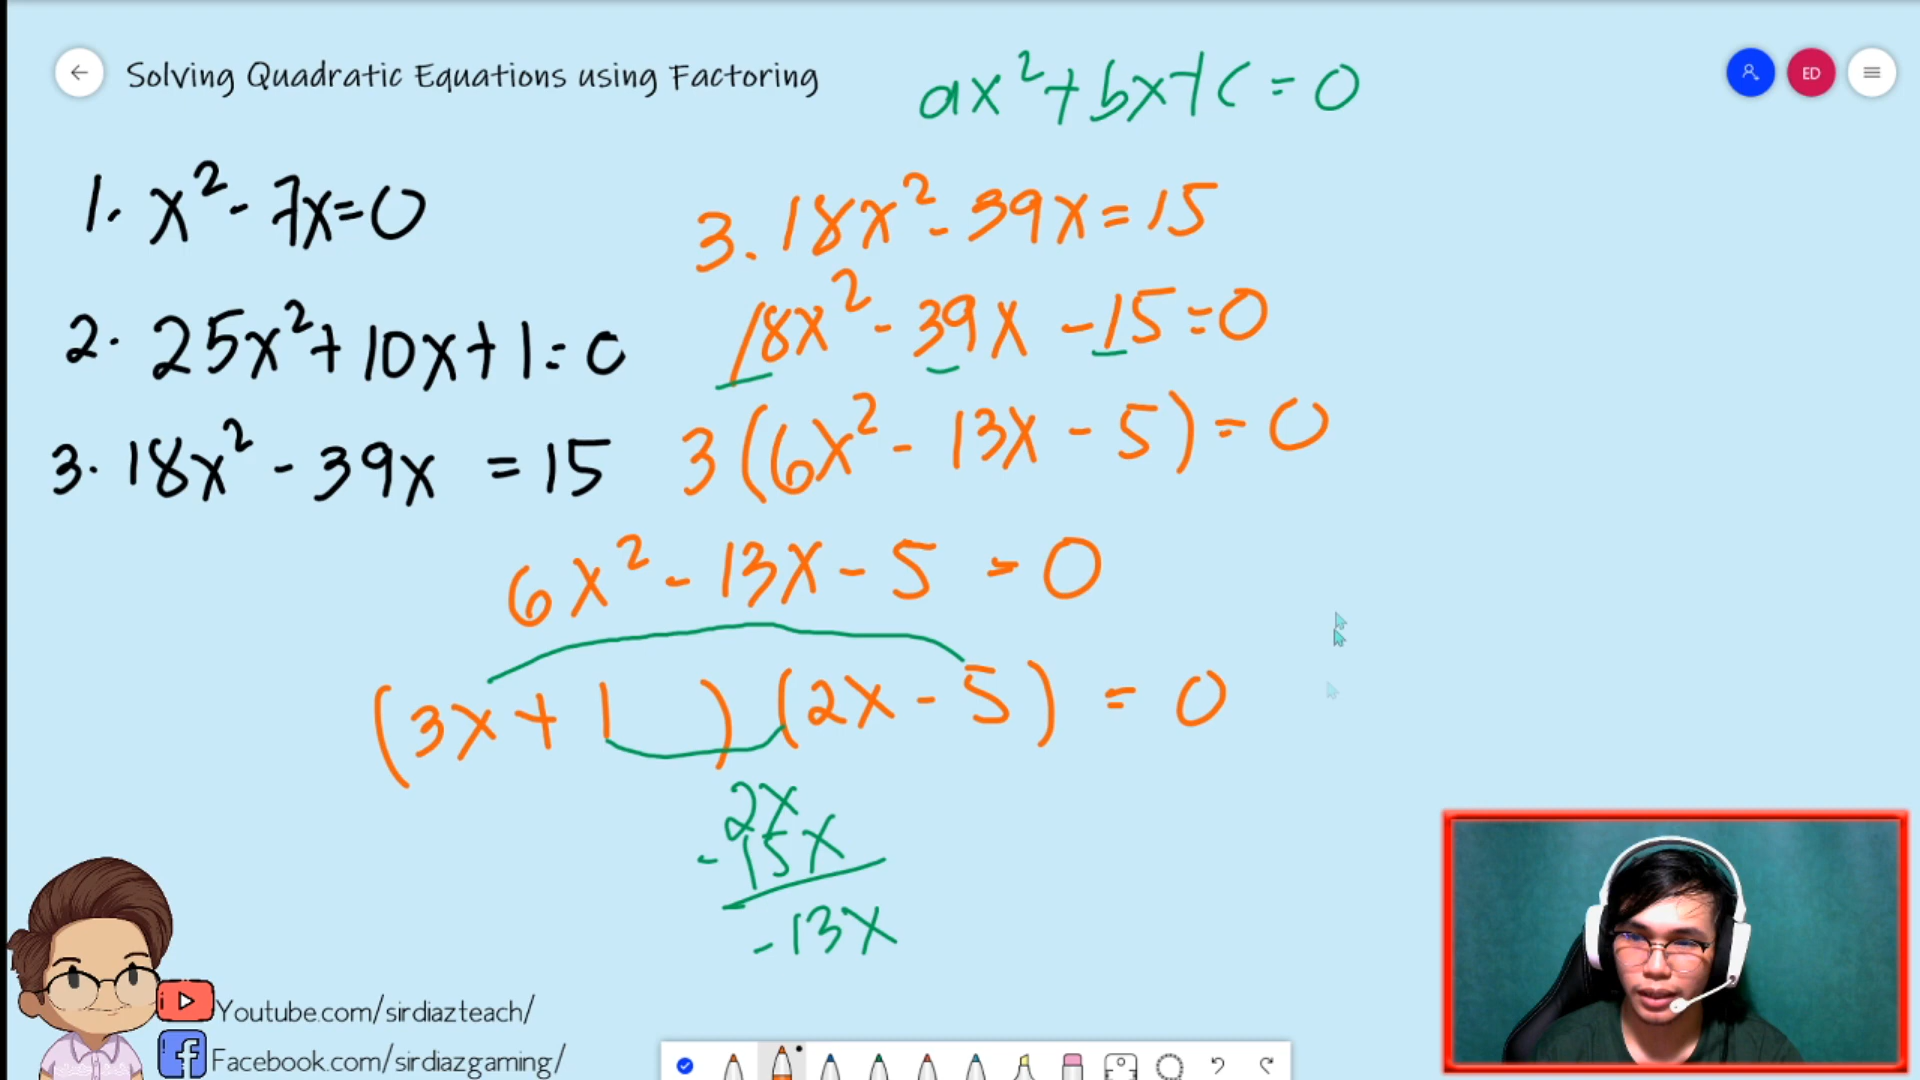 Solving Quadratic Equations using Factoring
ax² + bx + c = 0
ED
1. x² - 7x = 0
2. 25x² + 10x + 1 = 0
3. 18x² - 39x = 15
3. 18x² - 39x = 15
18x² - 39x - 15 = 0
3(6x² - 13x - 5) = 0
6x² - 13x - 5 = 0
(3x + 1 )(2x - 5) = 0
2x
-15x
-13x
Youtube.com/sirdiazteach/
Facebook.com/sirdiazgaming/